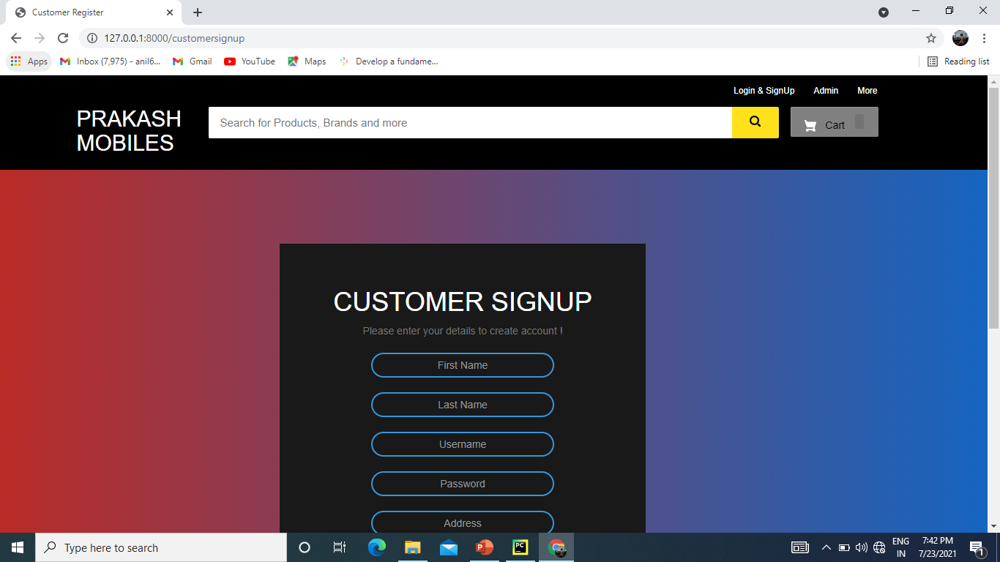 Customer Register
127.0.0.1:8000/customersignup
Apps Inbox (7,975) - anil6... Gmail YouTube Maps Develop a fundame... Reading list
Login & SignUp Admin More
PRAKASH
MOBILES
Search for Products, Brands and more
Cart
CUSTOMER SIGNUP
Please enter your details to create account !
First Name
Last Name
Username
Password
Address
Type here to search
PC
ENG
IN
7:42 PM
7/23/2021
1